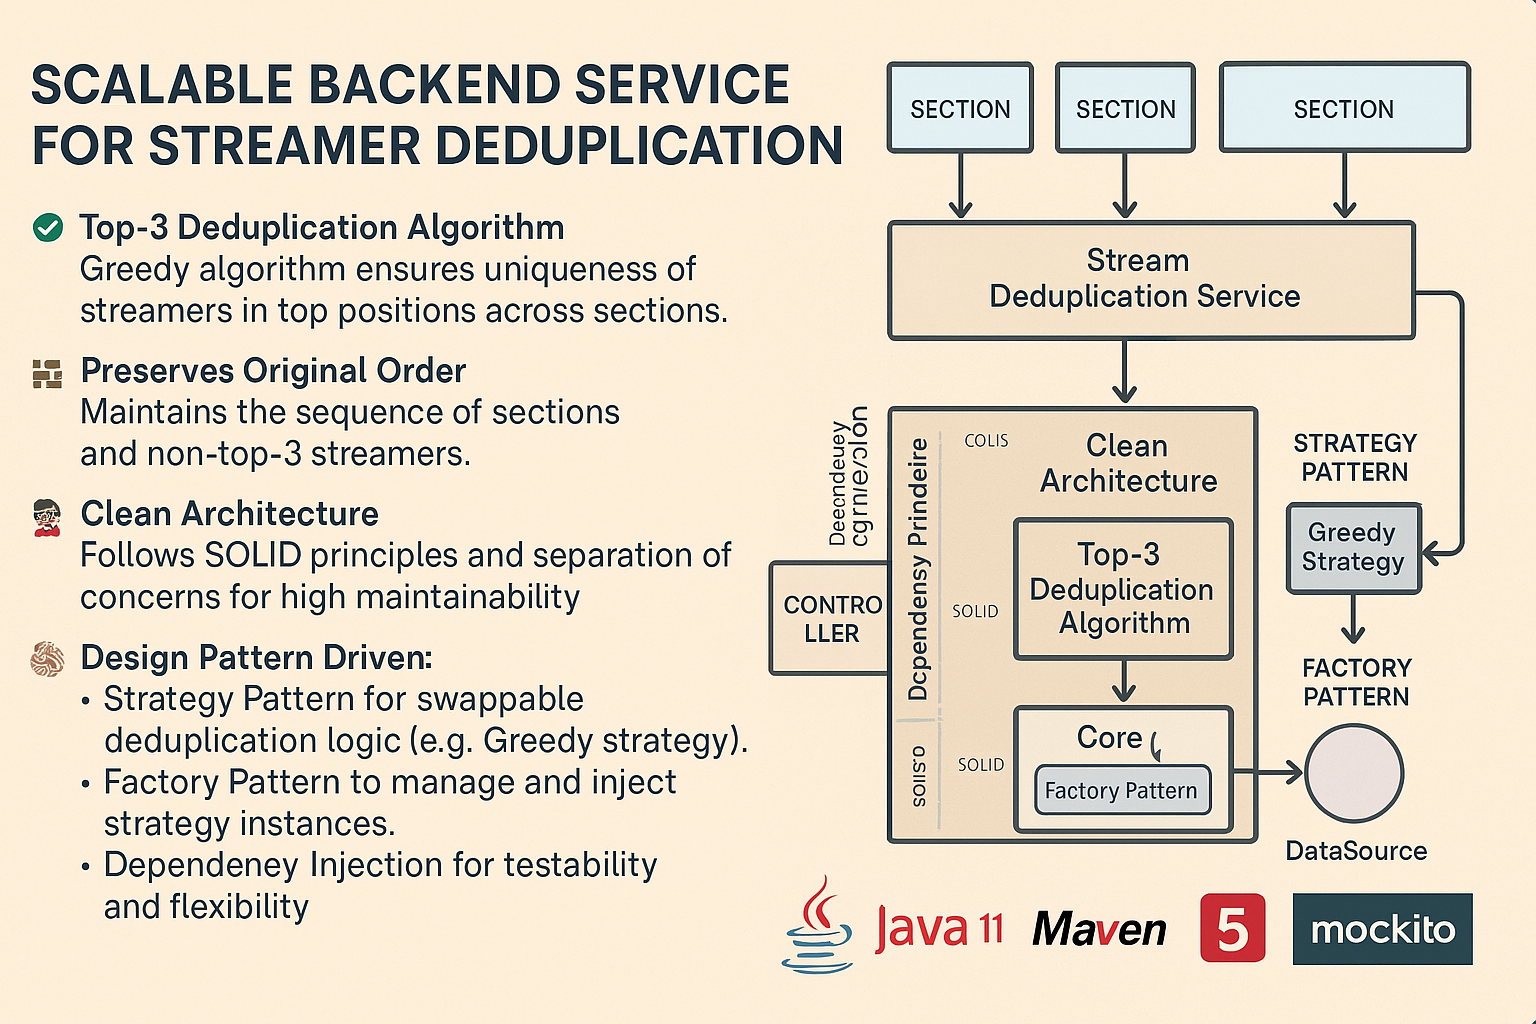 SCALABLE BACKEND SERVICE
FOR STREAMER DEDUPLICATION
Top-3 Deduplication Algorithm
Greedy algorithm ensures uniqueness of
streamers in top positions across sections.
Preserves Original Order
Maintains the sequence of sections
and non-top-3 streamers.
Clean Architecture
Follows SOLID principles and separation of
concerns for high maintainability
Design Pattern Driven:
• Strategy Pattern for swappable
deduplication logic (e.g. Greedy strategy).
• Factory Pattern to manage and inject
strategy instances.
• Dependeney Injection for testability
and flexibility
SECTION
SECTION
SECTION
Stream
Deduplication Service
Deecndeuey
Dcpendensy Prindeire
COLIS
Clean
Architecture
STRATEGY
PATTERN
Greedy
Strategy
Top-3
Deduplication
Algorithm
SOLID
CONTRO
LLER
FACTORY
PATTERN
Core
SOLID
Factory Pattern
DataSource
Java 11
Maven
5
mockito